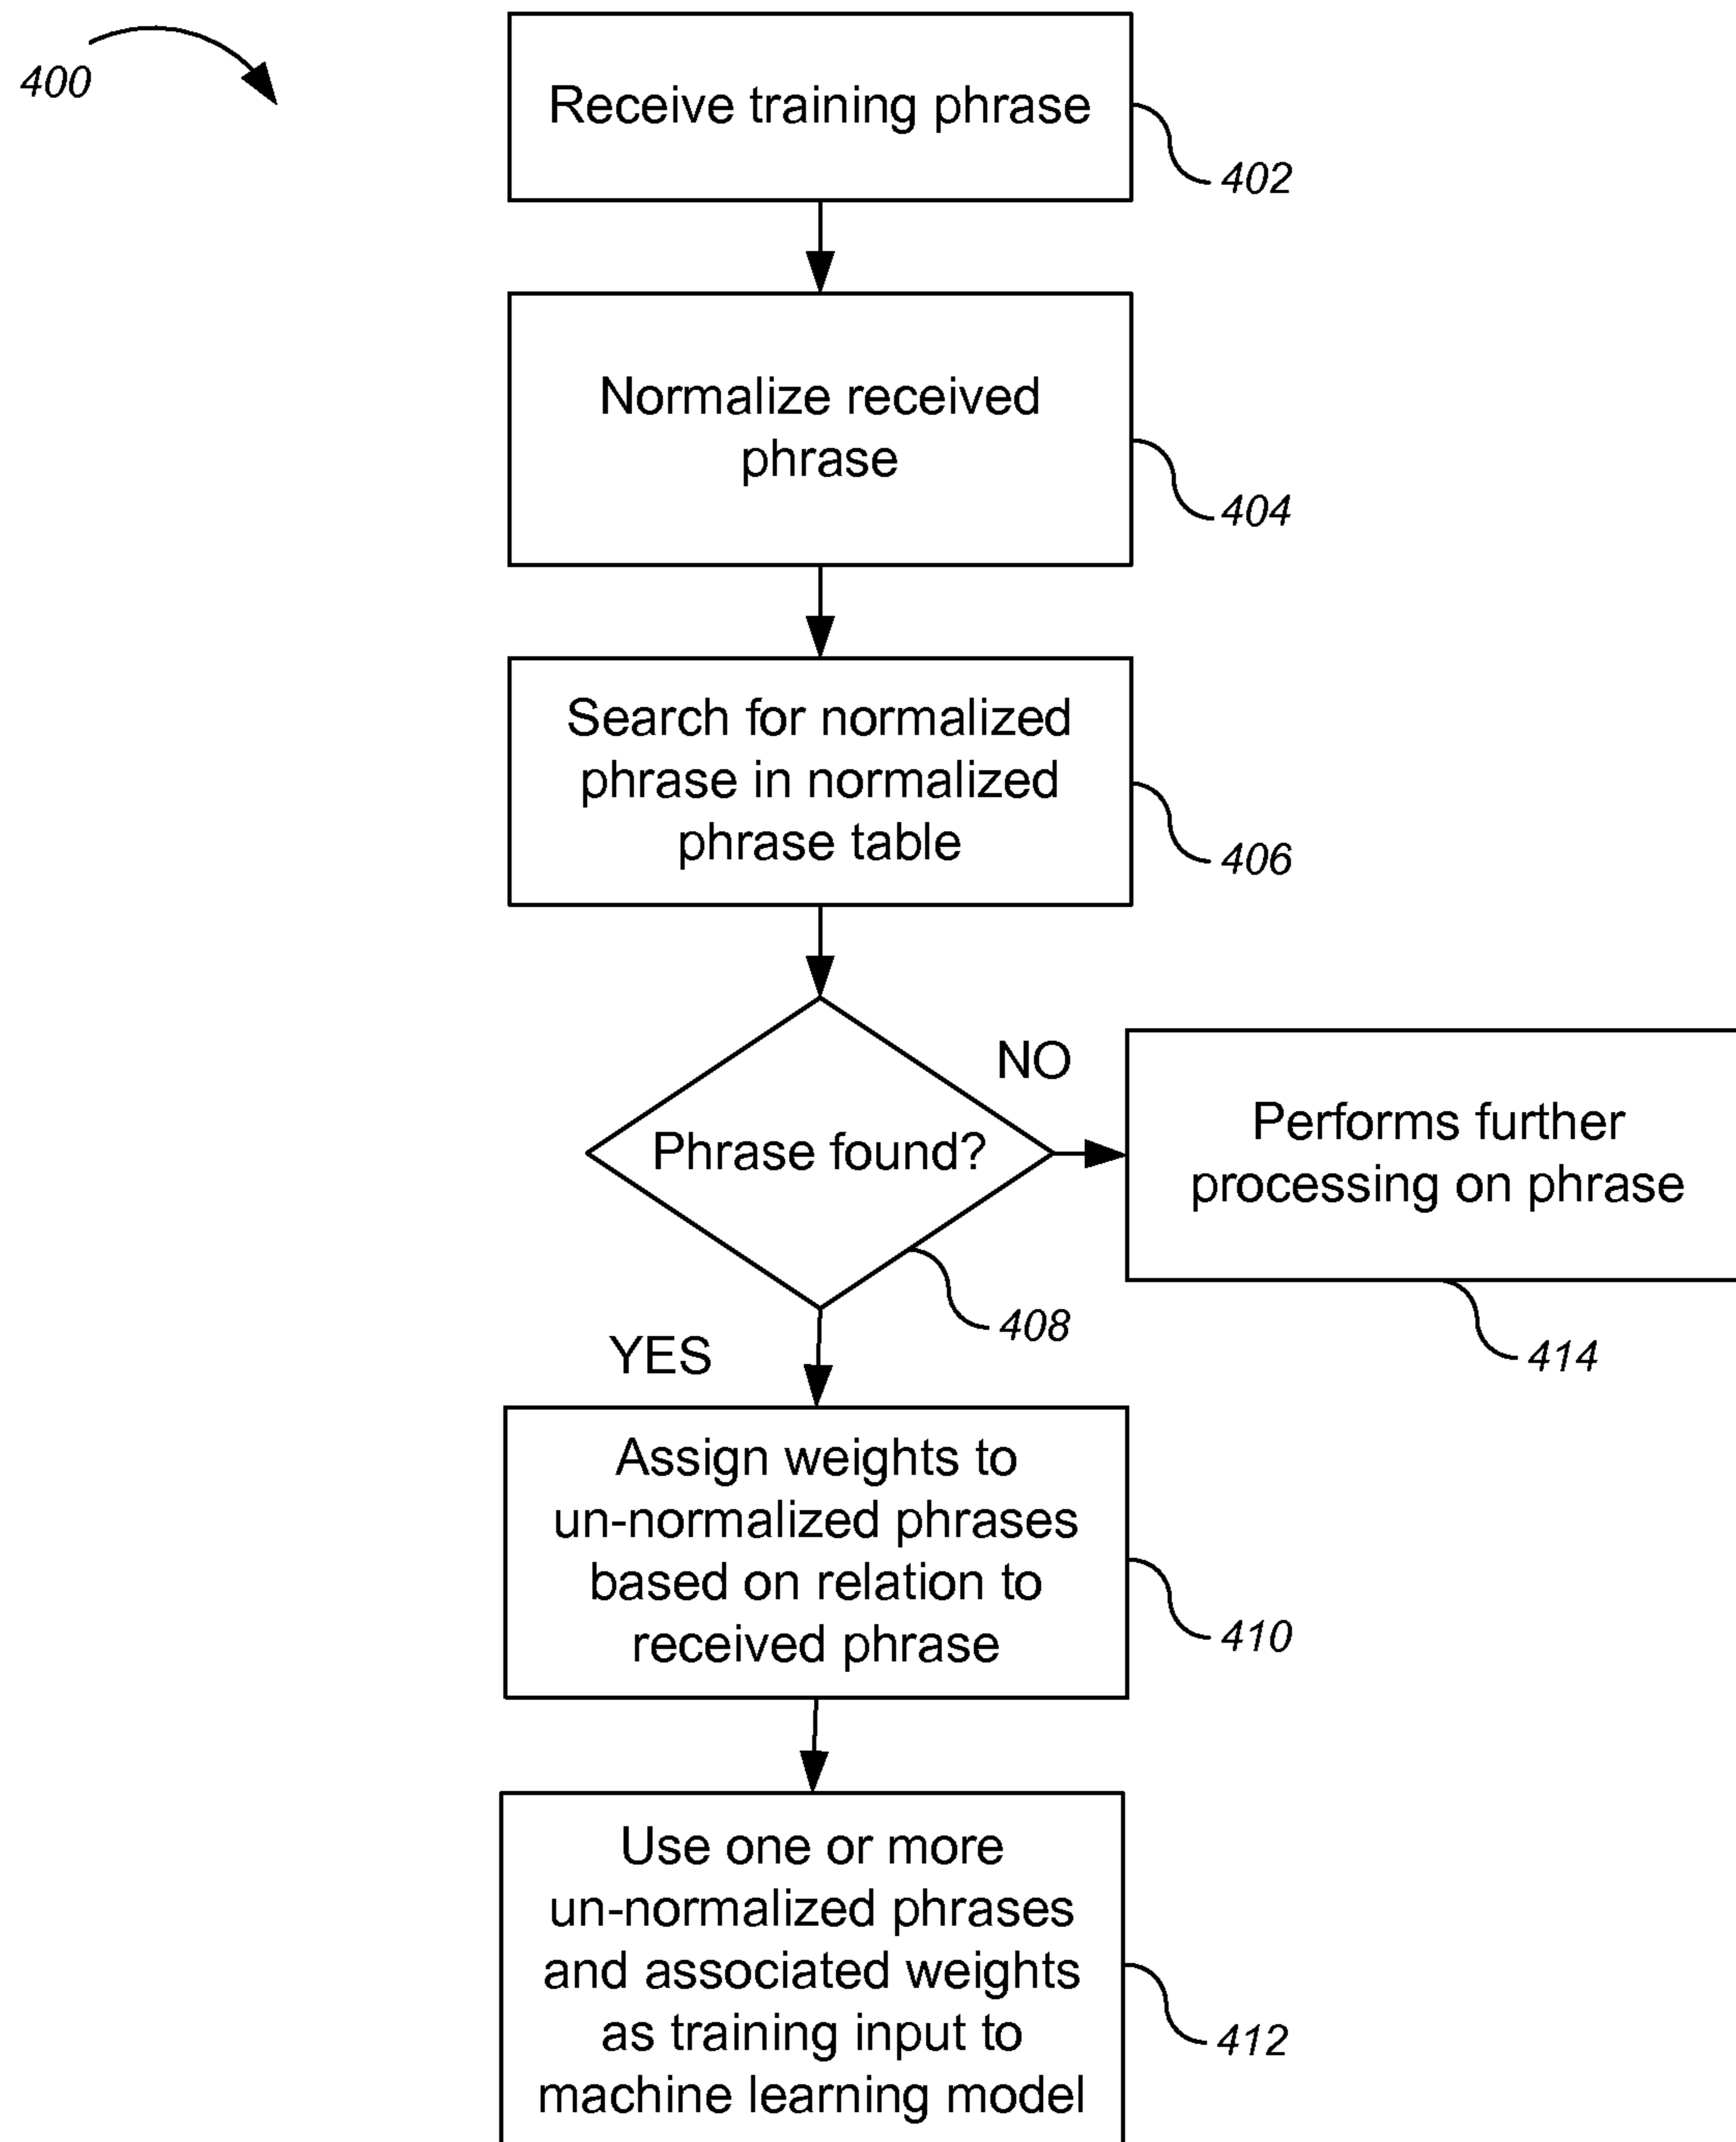 400
Receive training phrase
402
Normalize received
phrase
404
Search for normalized
phrase in normalized
phrase table
406
Phrase found?
NO
408
Performs further
processing on phrase
414
YES
Assign weights to
un-normalized phrases
based on relation to
received phrase
410
Use one or more
un-normalized phrases
and associated weights
as training input to
machine learning model
412